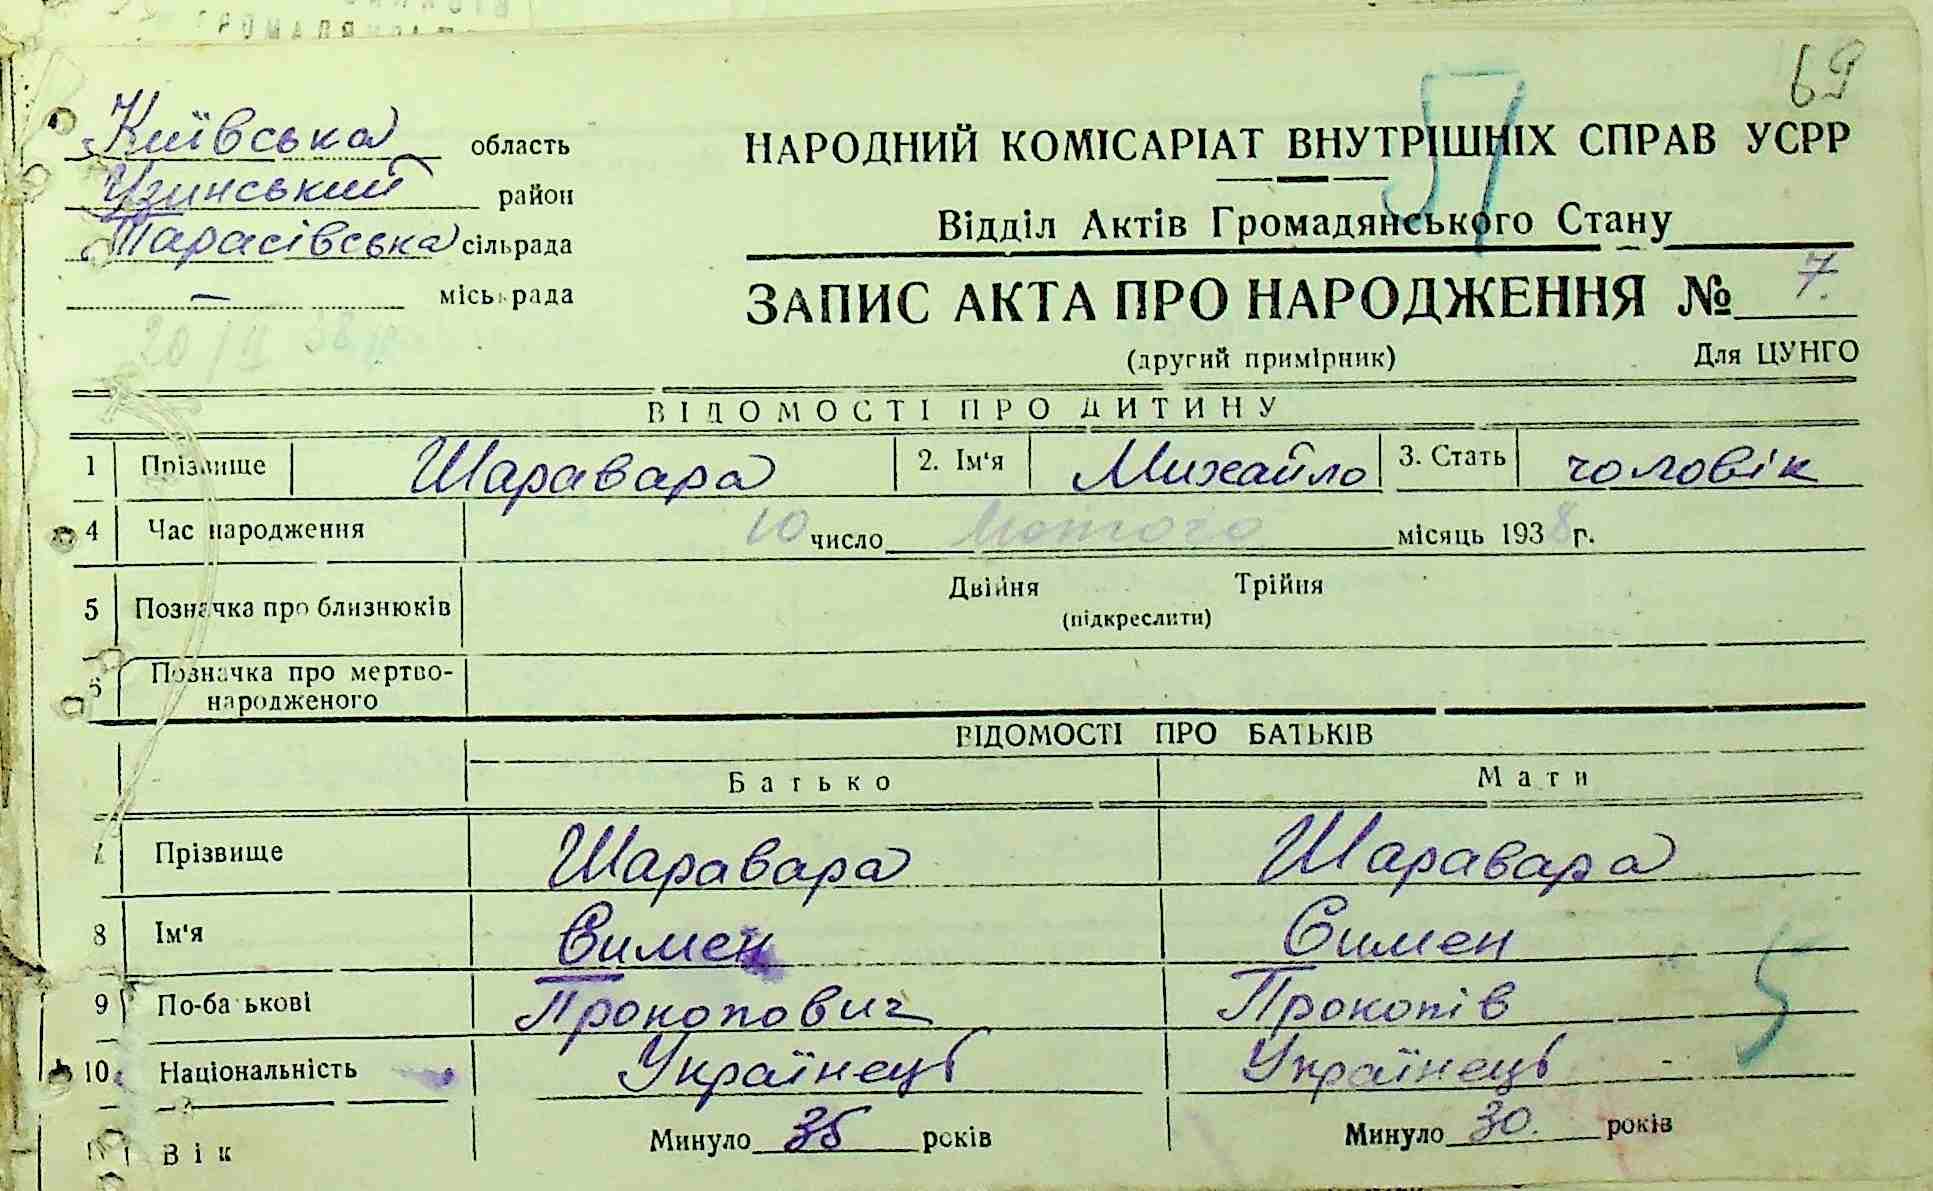 69
Київська область
Узинський район
Тарасівська сільрада
— міськрада
20/II 38
НАРОДНИЙ КОМІСАРІАТ ВНУТРІШНІХ СПРАВ УСРР
Відділ Актів Громадянського Стану
ЗАПИС АКТА ПРО НАРОДЖЕННЯ № 7.
(другий примірник) Для ЦУНГО
ВІДОМОСТІ ПРО ДИТИНУ
1 Прізвище Шаравара 2. Ім'я Михайло 3. Стать чоловік
4 Час народження 10 число Лютого місяць 1938 р.
5 Позначка про близнюків Двійня Трійня
(підкреслити)
6 Позначка про мертво-
народженого
ВІДОМОСТІ ПРО БАТЬКІВ
Батько Мати
7 Прізвище Шаравара Шаравара
8 Ім'я Симен Симен
9 По-батькові Прокопович Прокопів
10 Національність Українець Українець
11 Вік Минуло 35 років Минуло 30. років